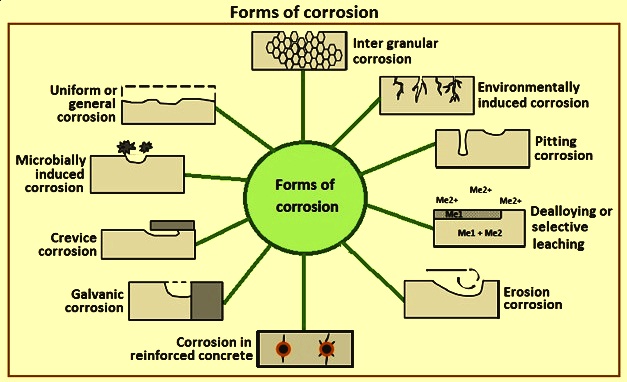 Forms of corrosion
Inter granular
corrosion
Environmentally
induced corrosion
Pitting
corrosion
Me2+
Me2+
Me2+
Me1
Me1 + Me2
Dealloying or
selective
leaching
Erosion
corrosion
Corrosion in
reinforced concrete
Galvanic
corrosion
Crevice
corrosion
Microbially
induced
corrosion
Uniform or
general
corrosion
Forms of
corrosion